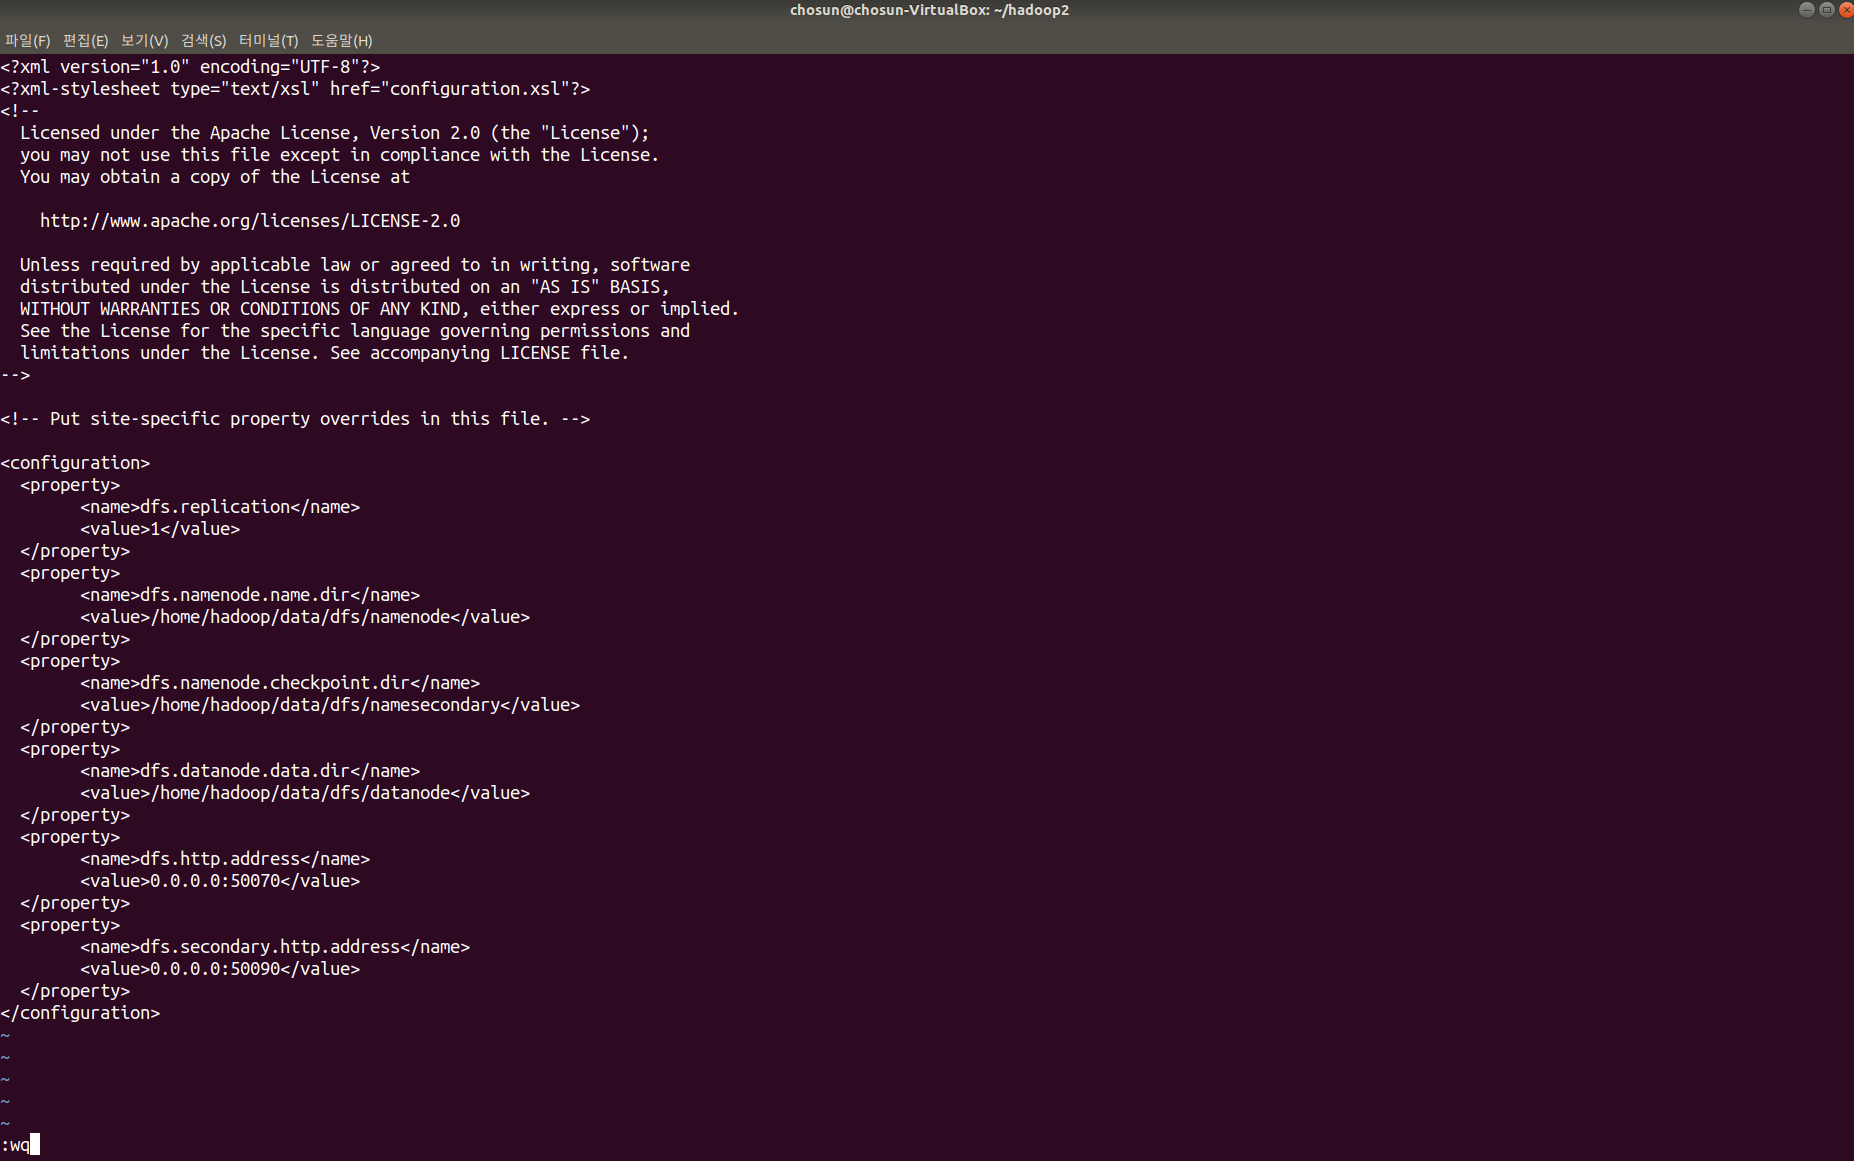 chosun@chosun-VirtualBox: ~/hadoop2
파일(F) 편집(E) 보기(V) 검색(S) 터미널(T) 도움말(H)
<?xml version="1.0" encoding="UTF-8"?>
<?xml-stylesheet type="text/xsl" href="configuration.xsl"?>
<!--
  Licensed under the Apache License, Version 2.0 (the "License");
  you may not use this file except in compliance with the License.
  You may obtain a copy of the License at

    http://www.apache.org/licenses/LICENSE-2.0

  Unless required by applicable law or agreed to in writing, software
  distributed under the License is distributed on an "AS IS" BASIS,
  WITHOUT WARRANTIES OR CONDITIONS OF ANY KIND, either express or implied.
  See the License for the specific language governing permissions and
  limitations under the License. See accompanying LICENSE file.
-->

<!-- Put site-specific property overrides in this file. -->

<configuration>
  <property>
        <name>dfs.replication</name>
        <value>1</value>
  </property>
  <property>
        <name>dfs.namenode.name.dir</name>
        <value>/home/hadoop/data/dfs/namenode</value>
  </property>
  <property>
        <name>dfs.namenode.checkpoint.dir</name>
        <value>/home/hadoop/data/dfs/namesecondary</value>
  </property>
  <property>
        <name>dfs.datanode.data.dir</name>
        <value>/home/hadoop/data/dfs/datanode</value>
  </property>
  <property>
        <name>dfs.http.address</name>
        <value>0.0.0.0:50070</value>
  </property>
  <property>
        <name>dfs.secondary.http.address</name>
        <value>0.0.0.0:50090</value>
  </property>
</configuration>
~
~
~
~
~
:wq